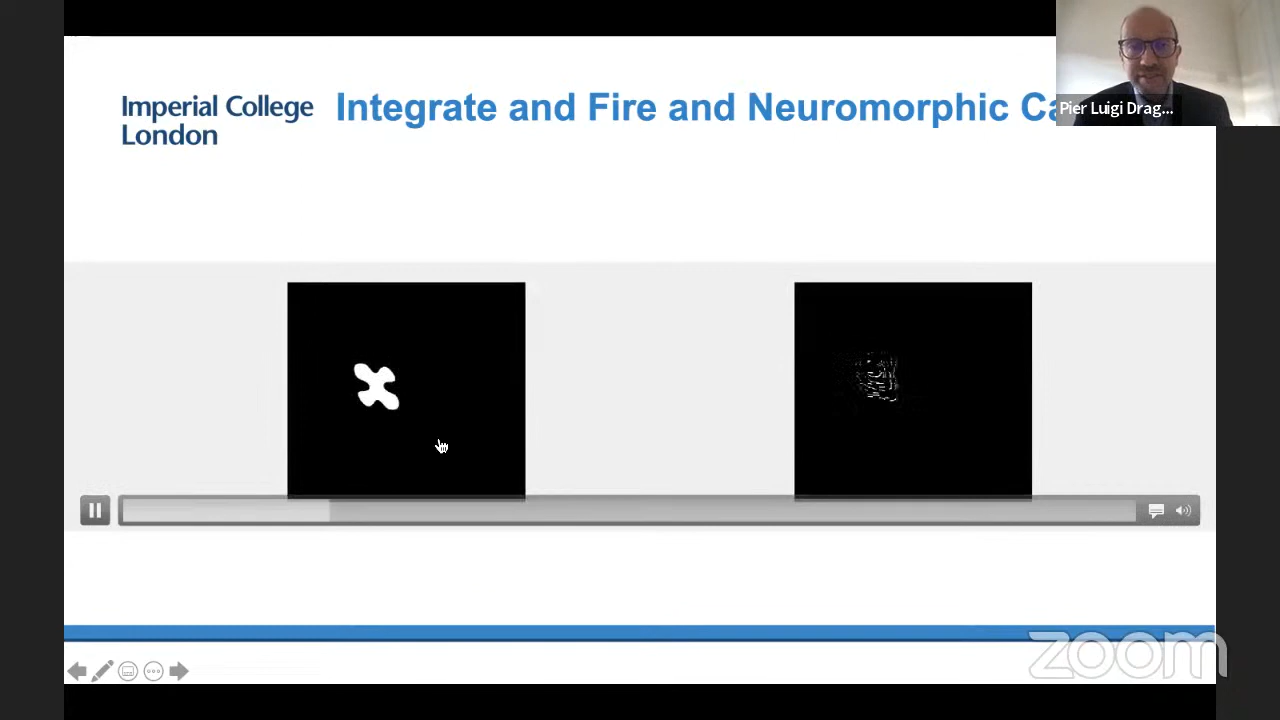 Imperial College
London
Integrate and Fire and Neuromorphic Ca
Pier Luigi Drag...
zoom